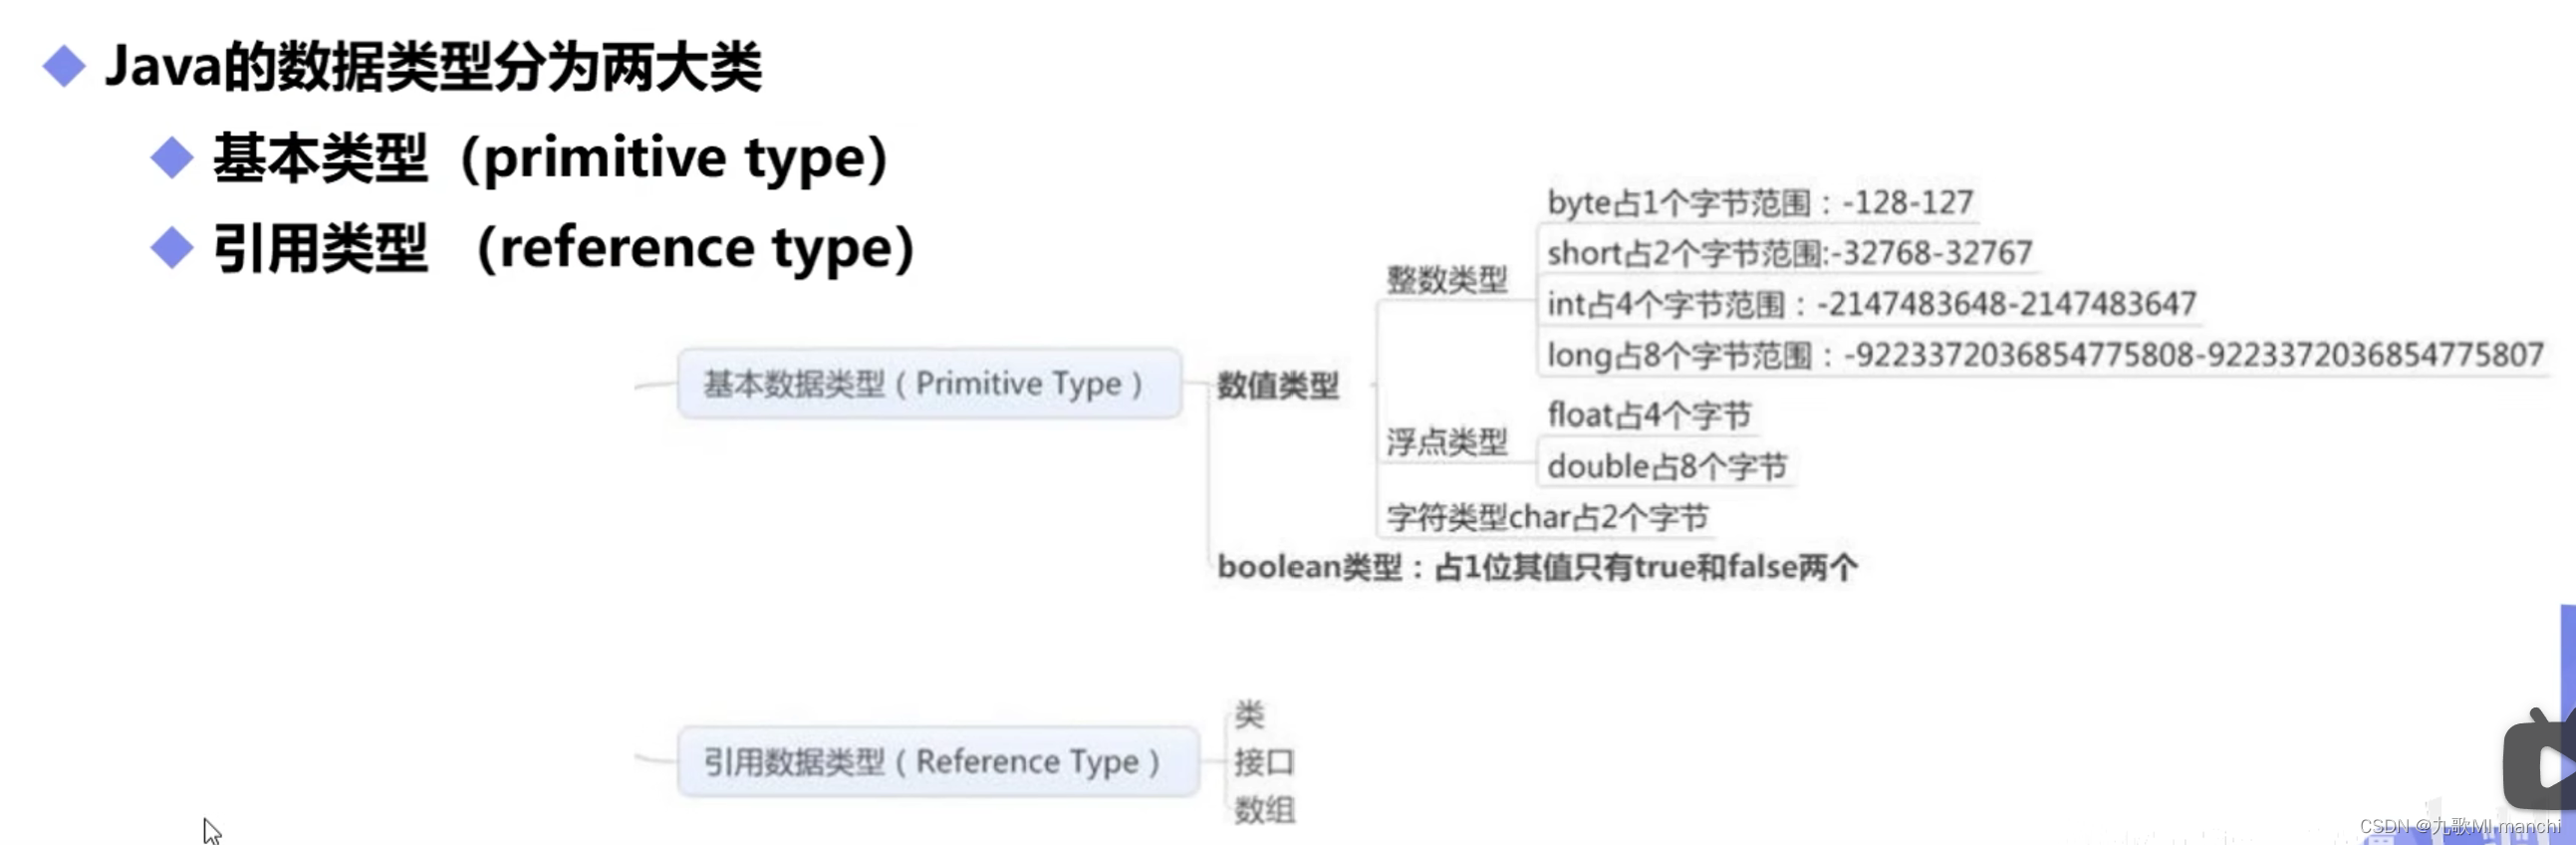 Java的数据类型分为两大类
基本类型（primitive type）
引用类型 （reference type）
byte占1个字节范围：-128-127
short占2个字节范围:-32768-32767
整数类型
int占4个字节范围：-2147483648-2147483647
long占8个字节范围：-9223372036854775808-9223372036854775807
基本数据类型（Primitive Type）
数值类型
float占4个字节
浮点类型
double占8个字节
字符类型char占2个字节
boolean类型：占1位其值只有true和false两个
类
引用数据类型（Reference Type）
接口
数组
CSDN @九歌MI.manchi